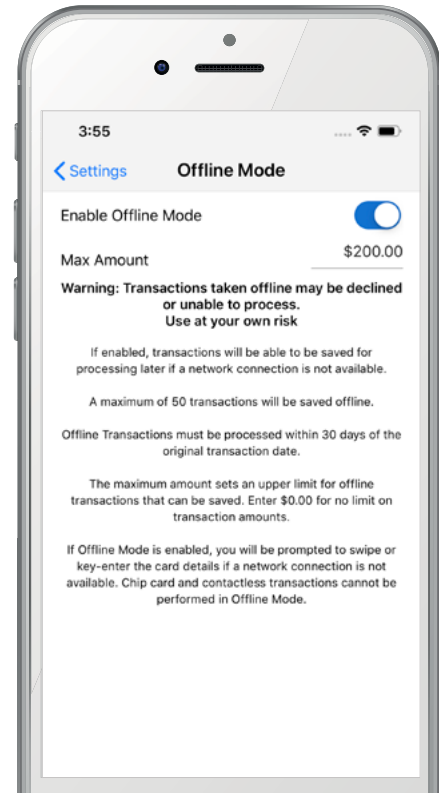 3:55
Settings
Offline Mode
Enable Offline Mode
Max Amount
$200.00
Warning: Transactions taken offline may be declined
or unable to process.
Use at your own risk
If enabled, transactions will be able to be saved for
processing later if a network connection is not available.
A maximum of 50 transactions will be saved offline.
Offline Transactions must be processed within 30 days of the
original transaction date.
The maximum amount sets an upper limit for offline
transactions that can be saved. Enter $0.00 for no limit on
transaction amounts.
If Offline Mode is enabled, you will be prompted to swipe or
key-enter the card details if a network connection is not
available. Chip card and contactless transactions cannot be
performed in Offline Mode.